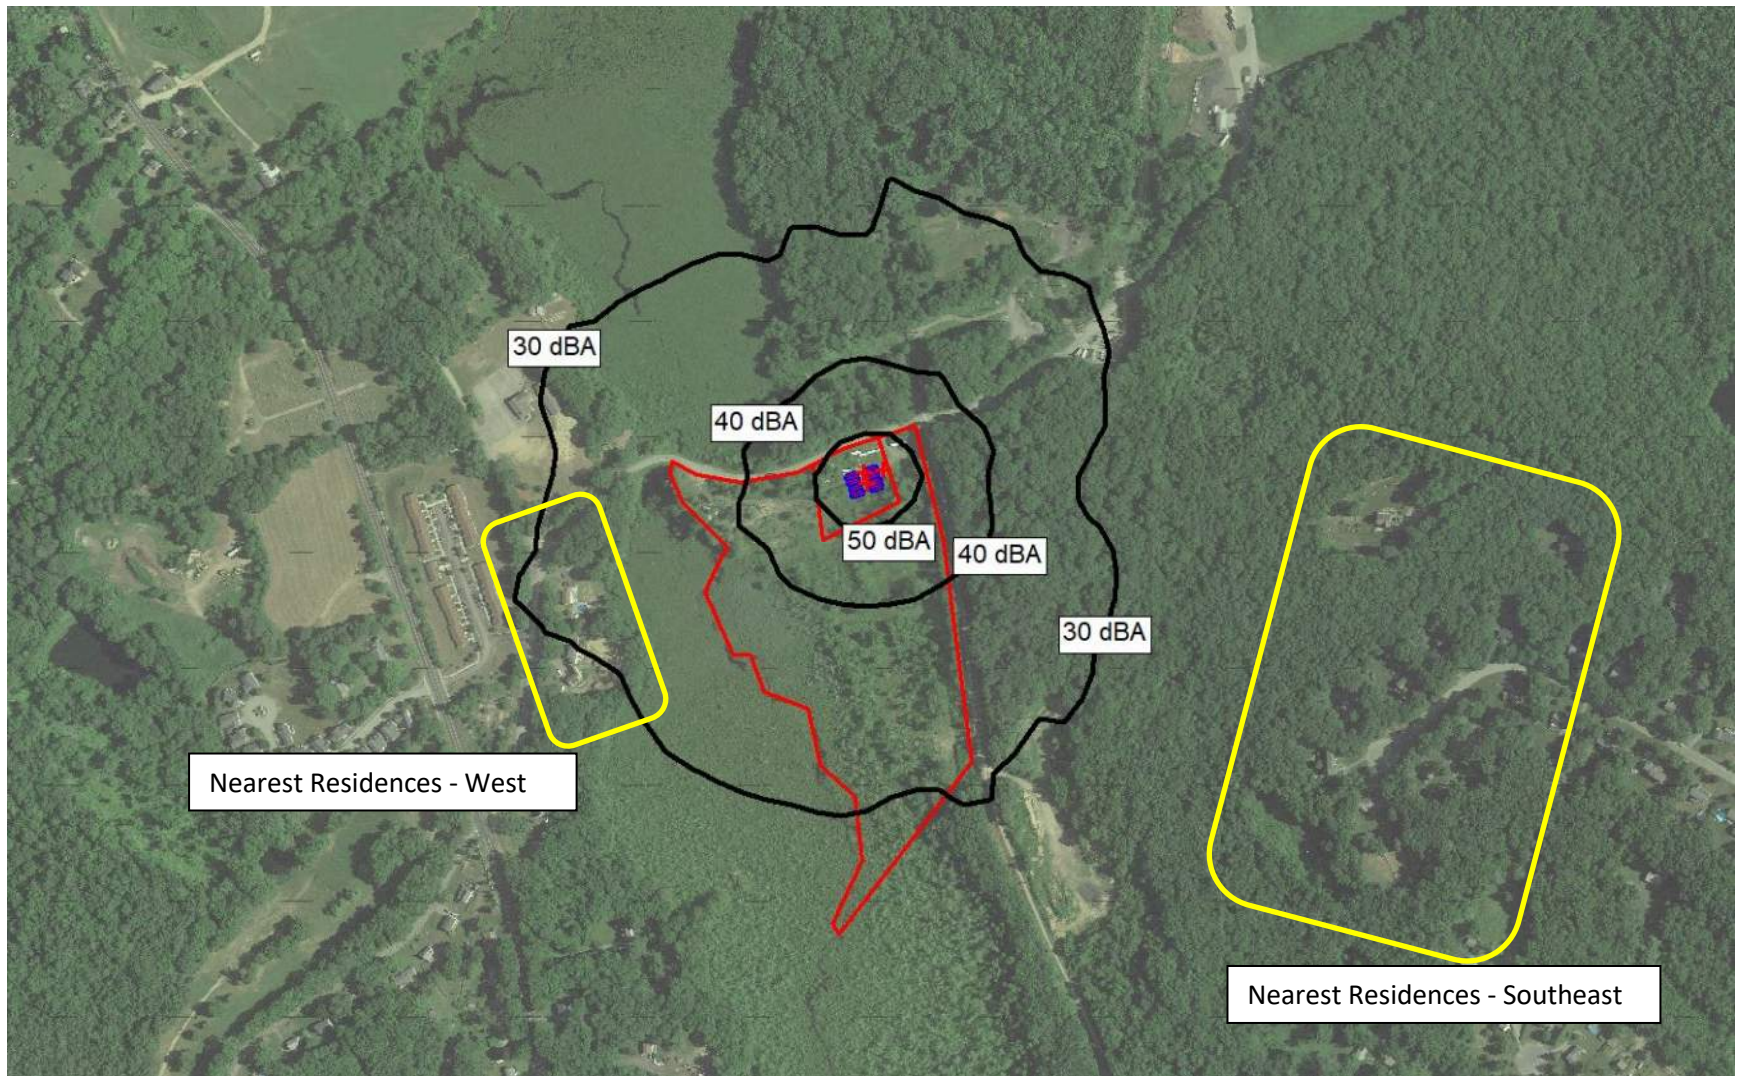 30 dBA
40 dBA
50 dBA
40 dBA
30 dBA
Nearest Residences - West
Nearest Residences - Southeast